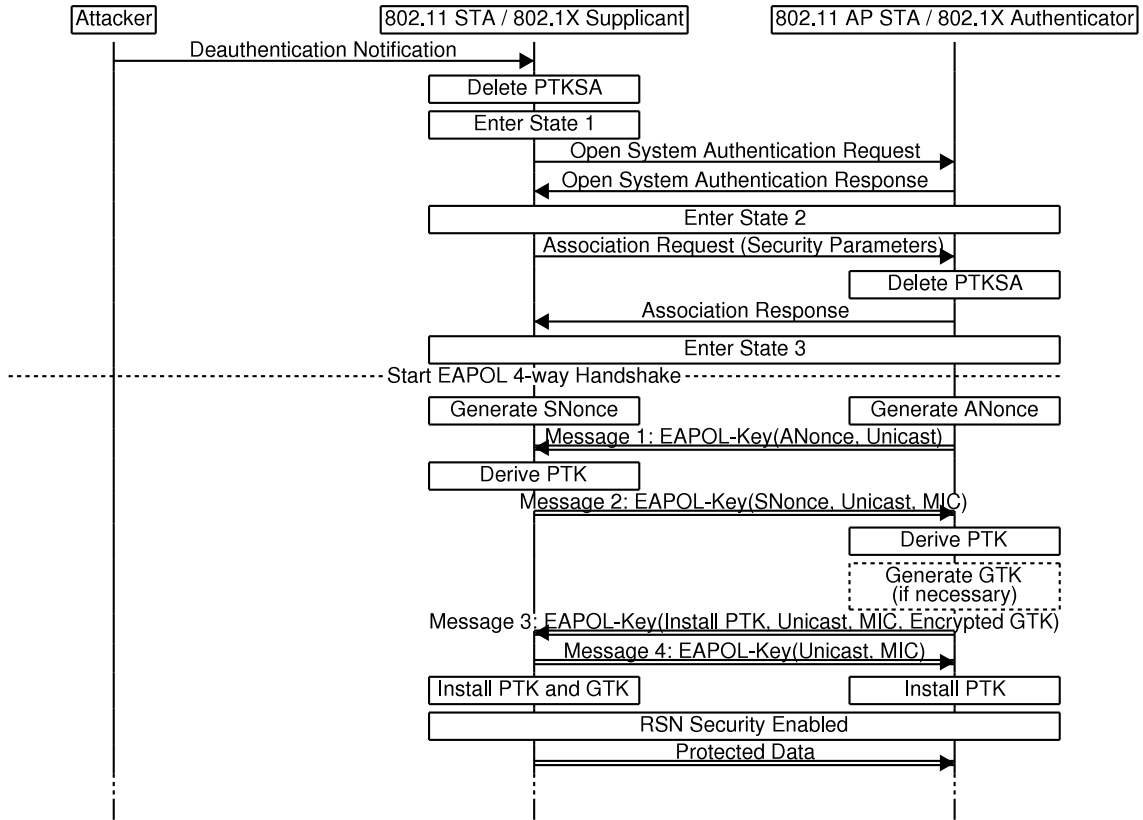 Attacker
802.11 STA / 802.1X Supplicant
802.11 AP STA / 802.1X Authenticator
Deauthentication Notification
Delete PTKSA
Enter State 1
Open System Authentication Request
Open System Authentication Response
Enter State 2
Association Request (Security Parameters)
Delete PTKSA
Association Response
Enter State 3
Start EAPOL 4-way Handshake
Generate SNonce
Generate ANonce
Message 1: EAPOL-Key(ANonce, Unicast)
Derive PTK
Message 2: EAPOL-Key(SNonce, Unicast, MIC)
Derive PTK
Generate GTK
(if necessary)
Message 3: EAPOL-Key(Install PTK, Unicast, MIC, Encrypted GTK)
Message 4: EAPOL-Key(Unicast, MIC)
Install PTK and GTK
Install PTK
RSN Security Enabled
Protected Data